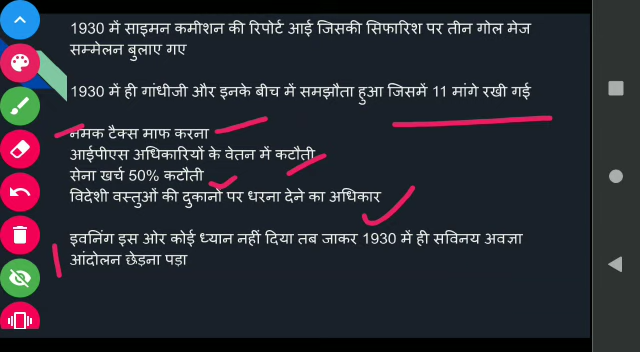 1930 में साइमन कमीशन की रिपोर्ट आई जिसकी सिफारिश पर तीन गोल मेज
सम्मेलन बुलाए गए
1930 में ही गांधीजी और इनके बीच में समझौता हुआ जिसमें 11 मांगे रखी गई
नमक टैक्स माफ करना
आईपीएस अधिकारियों के वेतन में कटौती
सेना खर्च 50% कटौती
विदेशी वस्तुओं की दुकानों पर धरना देने का अधिकार
इवनिंग इस ओर कोई ध्यान नहीं दिया तब जाकर 1930 में ही सविनय अवज्ञा
आंदोलन छेड़ना पड़ा